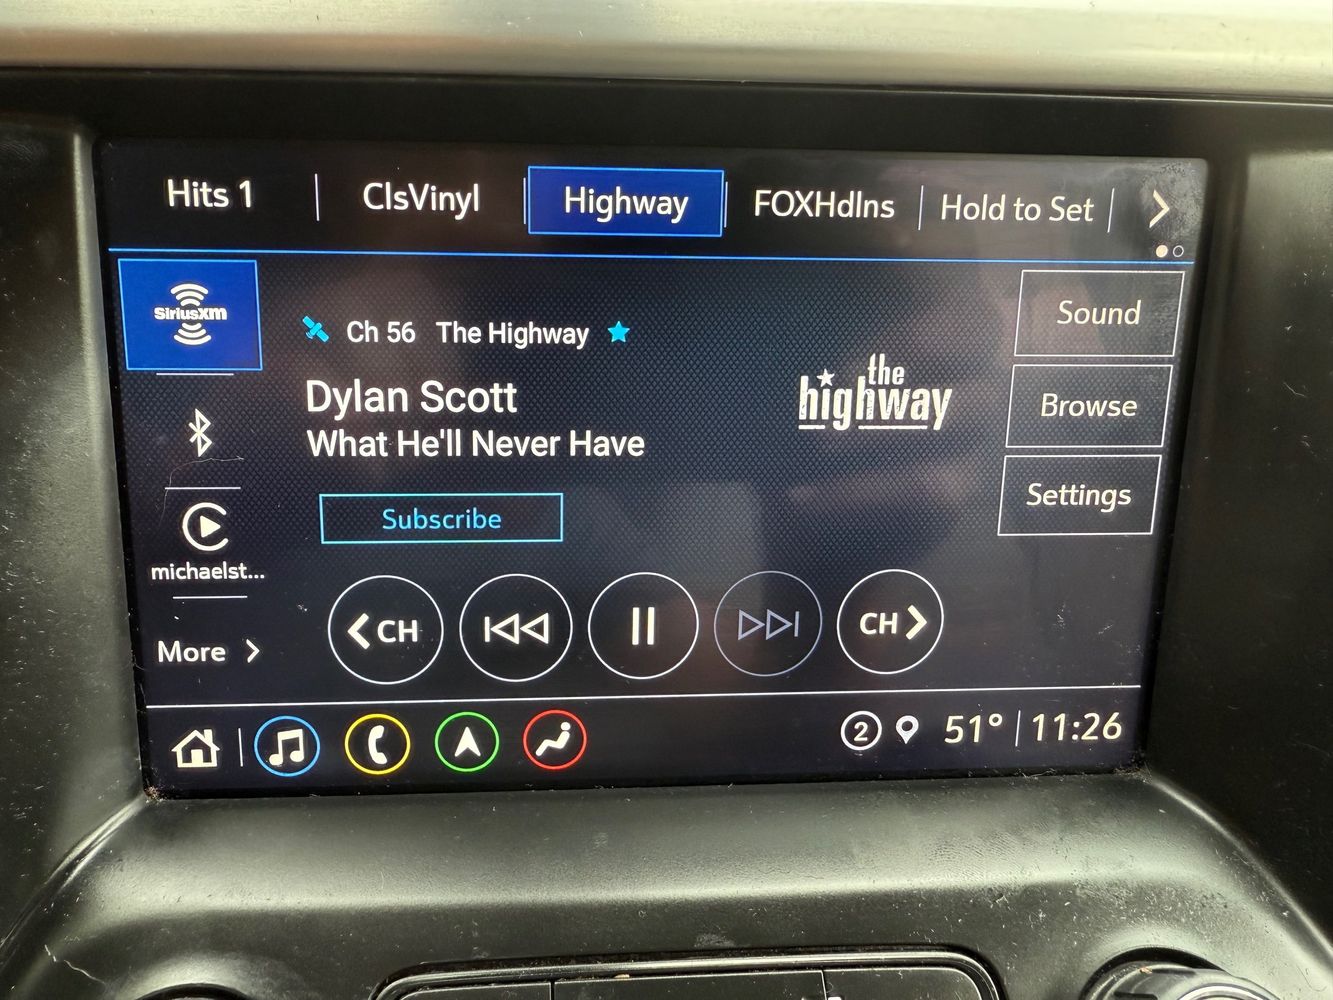 Hits 1
ClsVinyl
Highway
FOXHdlns
Hold to Set
SiriusXM
Ch 56 The Highway
Dylan Scott
What He'll Never Have
the
highway
Subscribe
Sound
Browse
Settings
michaelst...
More
CH
CH
2
51° 11:26